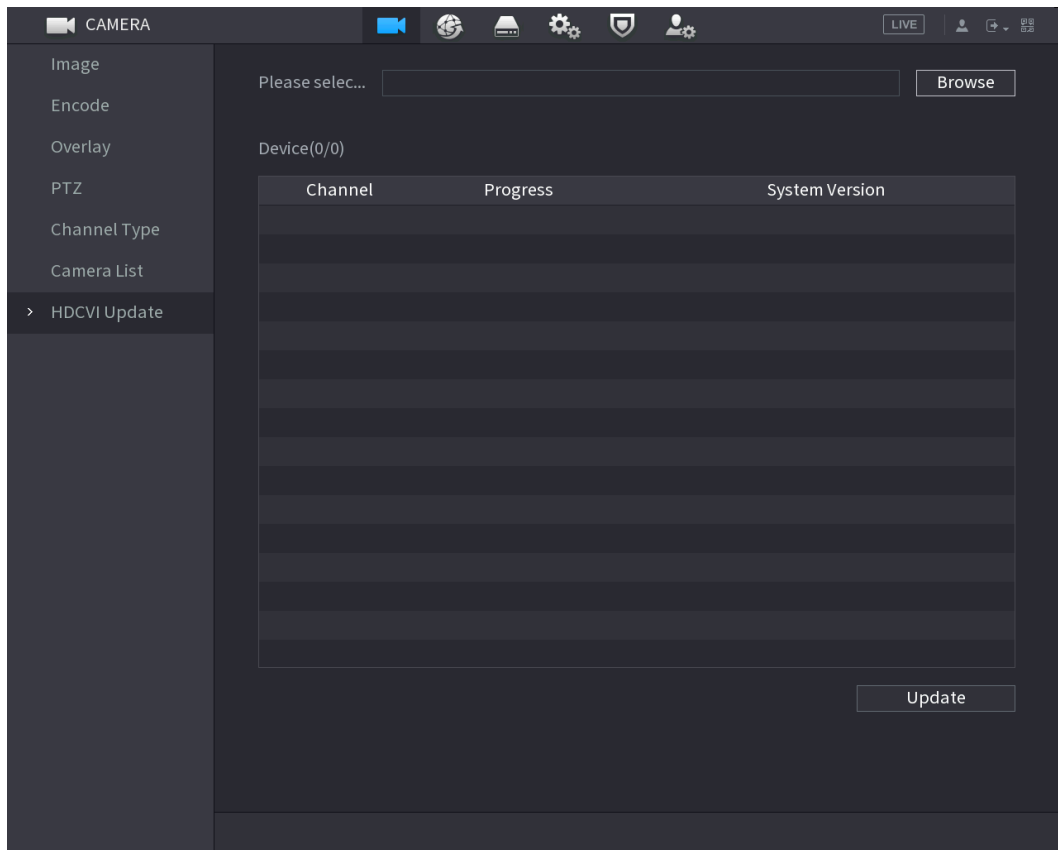 CAMERA
LIVE
Image
Encode
Overlay
PTZ
Channel Type
Camera List
HDCVI Update
Please selec...
Browse
Device(0/0)
Channel Progress System Version
Update